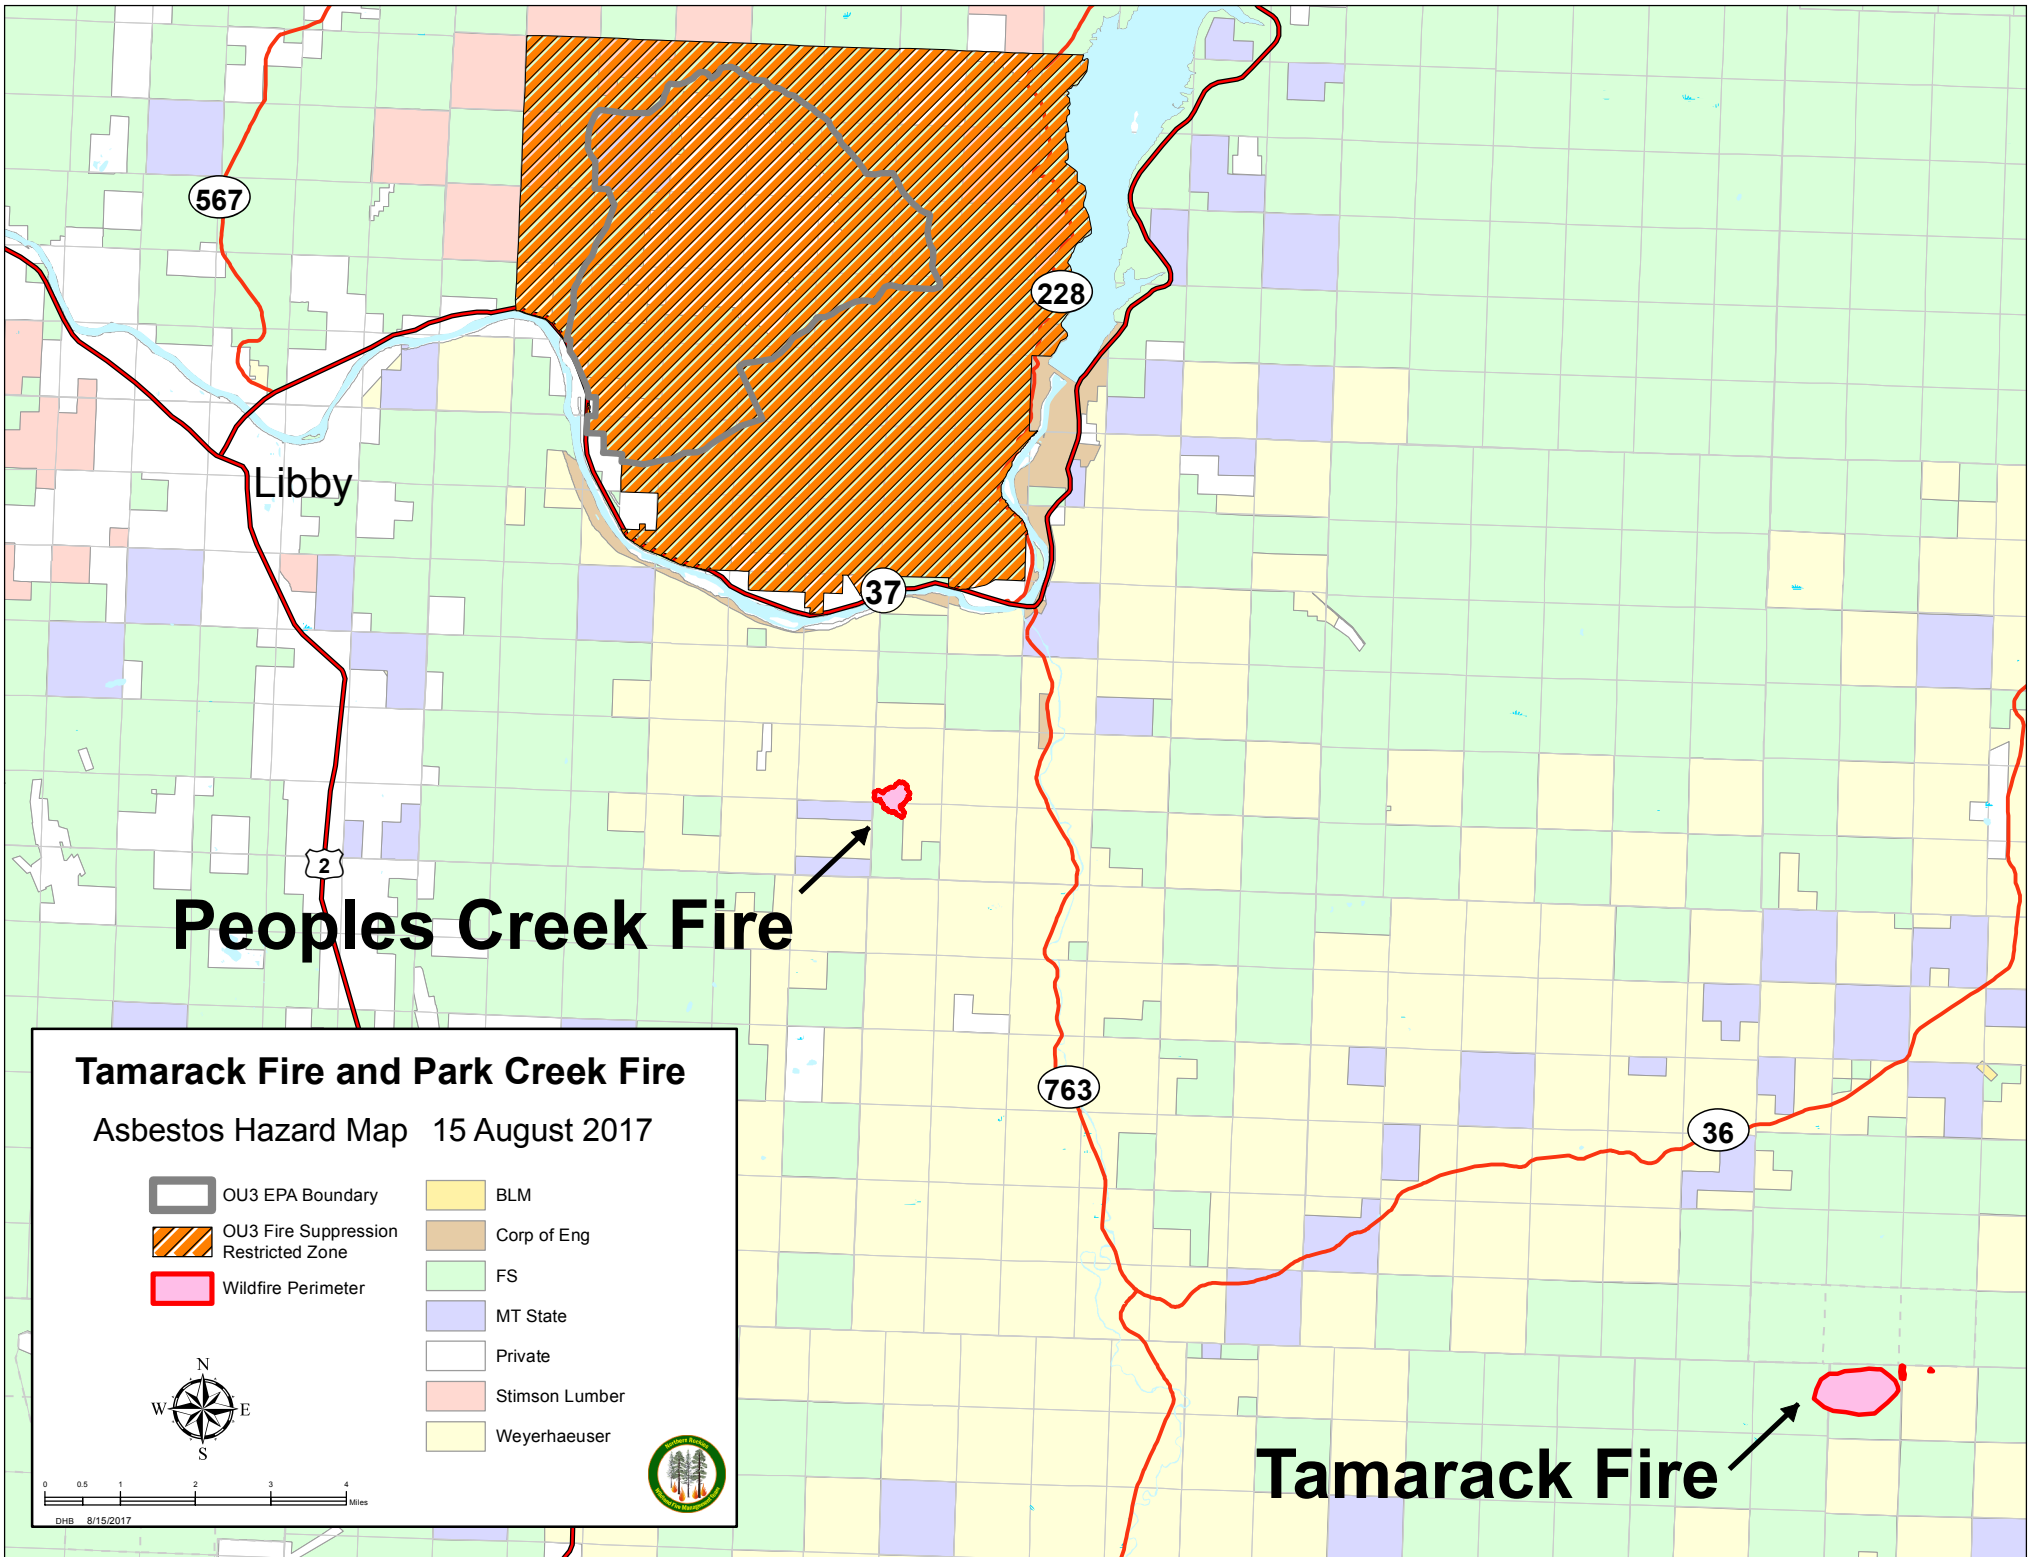 567
228
Libby
37
2
Peoples Creek Fire
763
36
Tamarack Fire
Tamarack Fire and Park Creek Fire
Asbestos Hazard Map 15 August 2017
OU3 EPA Boundary
OU3 Fire Suppression
Restricted Zone
Wildfire Perimeter
BLM
Corp of Eng
FS
MT State
Private
Stimson Lumber
Weyerhaeuser
N
W E
S
0 0.5 1 2 3 4
Miles
DHB 8/15/2017
Northern Rockies